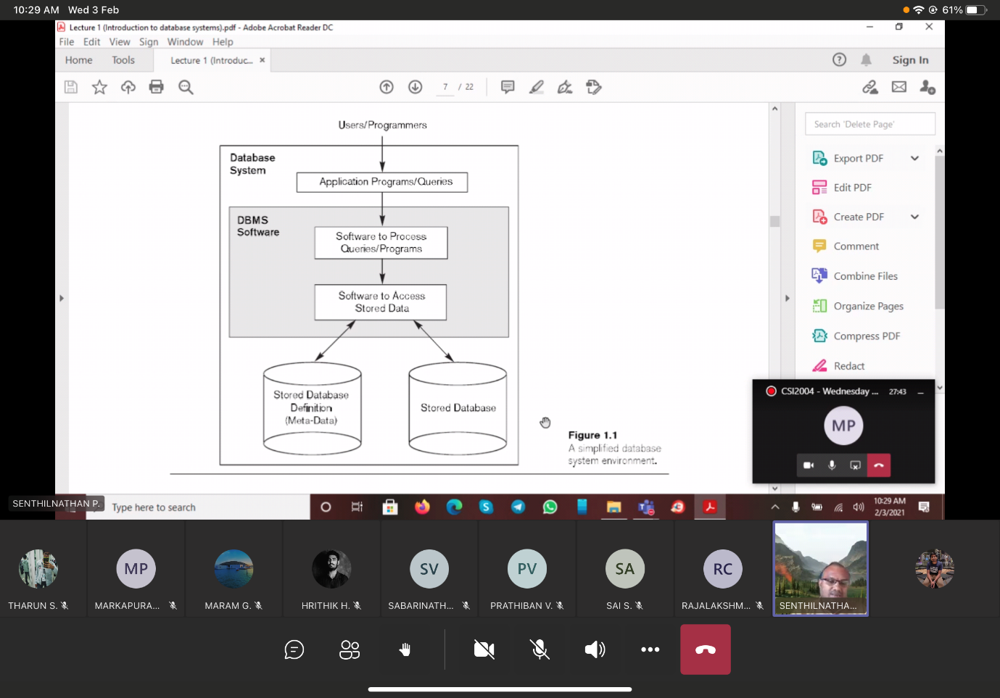 10:29 AM Wed 3 Feb
61%
Lecture 1 (Introduction to database systems).pdf - Adobe Acrobat Reader DC
File Edit View Sign Window Help
Home Tools Lecture 1 (Introduc... × Sign In
7 / 22
Users/Programmers
Database
System
Application Programs/Queries
DBMS
Software
Software to Process
Queries/Programs
Software to Access
Stored Data
Stored Database
Definition
(Meta-Data)
Stored Database
Figure 1.1
A simplified database
system environment.
Search 'Delete Page'
Export PDF
Edit PDF
Create PDF
Comment
Combine Files
Organize Pages
Compress PDF
Redact
CSI2004 - Wednesday ... 27:43
MP
SENTHILNATHAN P.
Type here to search
10:29 AM
2/3/2021
MP SV PV SA RC
THARUN S. MARKAPURA... MARAM G. HRITHIK H. SABARINATH... PRATHIBAN V. SAI S. RAJALAKSHM... SENTHILNATHA...